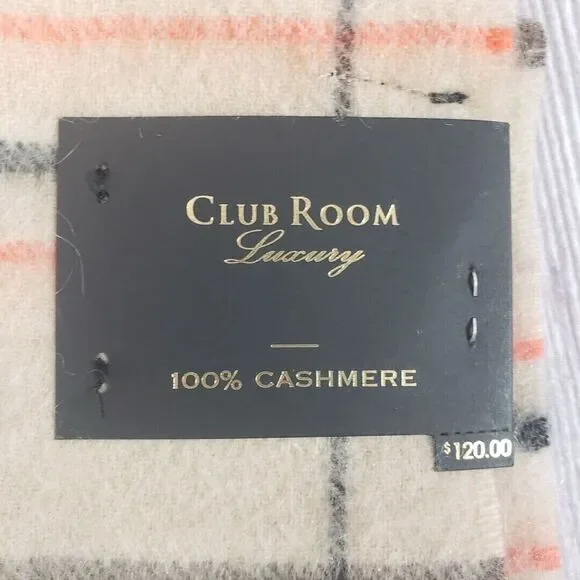 CLUB ROOM
Luxury
100% CASHMERE
$120.00